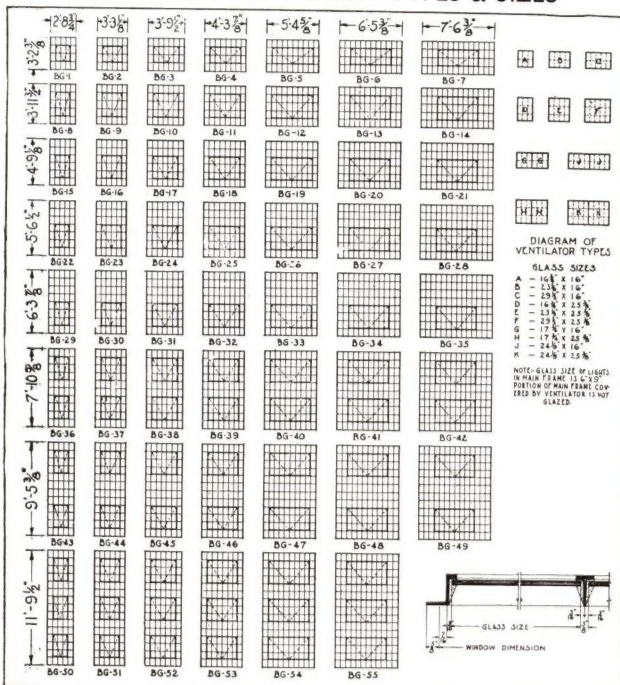 2'-8¾" 3'-3⅛" 3'-9½" 4'-3⅞" 5'-4⅝" 6'-5⅜" 7'-6⅜"
3'-2⅜"
BG-1 BG-2 BG-3 BG-4 BG-5 BG-6 BG-7
BG-8 BG-9 BG-10 BG-11 BG-12 BG-13 BG-14
4'-9½"
BG-15 BG-16 BG-17 BG-18 BG-19 BG-20 BG-21
5'-6½"
BG-22 BG-23 BG-24 BG-25 BG-26 BG-27 BG-28
6'-3⅞"
BG-29 BG-30 BG-31 BG-32 BG-33 BG-34 BG-35
7'-10⅝"
BG-36 BG-37 BG-38 BG-39 BG-40 BG-41 BG-42
9'-5⅜"
BG-43 BG-44 BG-45 BG-46 BG-47 BG-48 BG-49
11'-9½"
BG-50 BG-51 BG-52 BG-53 BG-54 BG-55
A B C
D E F
G G J J
H H K K
DIAGRAM OF
VENTILATOR TYPES
GLASS SIZES
A -
B -
C -
D -
E -
F -
G -
H -
J -
K -
NOTE:-GLASS SIZE OF LIGHTS
IN MAIN FRAME IS 6"X9"
PORTION OF MAIN FRAME COV-
ERED BY VENTILATOR IS NOT
GLAZED.
GLASS SIZE
WINDOW DIMENSION